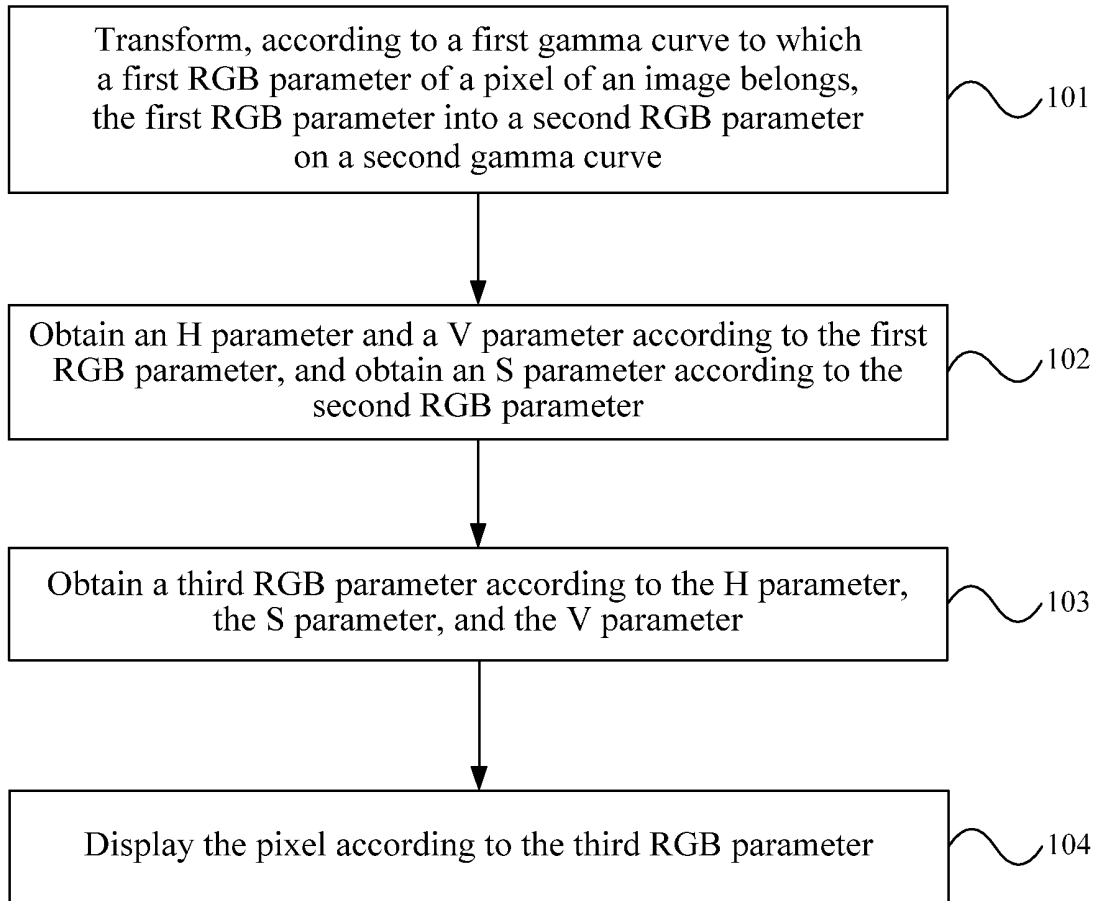 Transform, according to a first gamma curve to which
a first RGB parameter of a pixel of an image belongs,
the first RGB parameter into a second RGB parameter
on a second gamma curve
101
Obtain an H parameter and a V parameter according to the first
RGB parameter, and obtain an S parameter according to the
second RGB parameter
102
Obtain a third RGB parameter according to the H parameter,
the S parameter, and the V parameter
103
Display the pixel according to the third RGB parameter
104